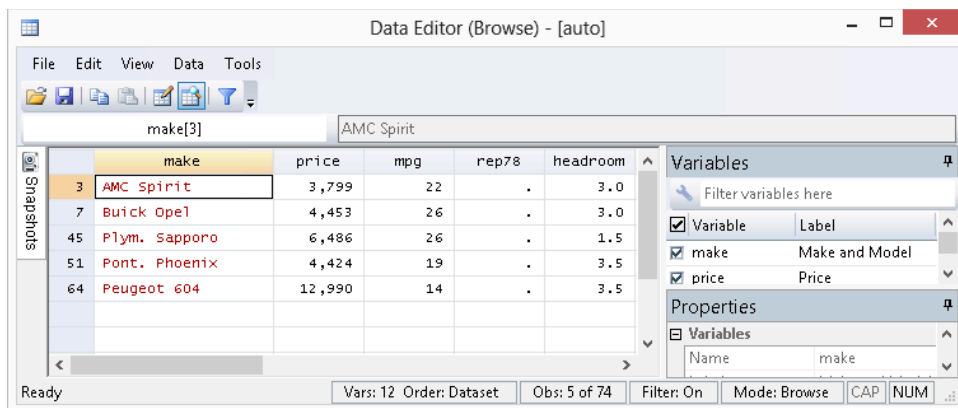 Data Editor (Browse) - [auto]
File Edit View Data Tools
make[3] AMC Spirit
Snapshots
make price mpg rep78 headroom
3 AMC Spirit 3,799 22 . 3.0
7 Buick Opel 4,453 26 . 3.0
45 Plym. Sapporo 6,486 26 . 1.5
51 Pont. Phoenix 4,424 19 . 3.5
64 Peugeot 604 12,990 14 . 3.5
Variables
Filter variables here
Variable Label
make Make and Model
price Price
Properties
Variables
Name make
Ready Vars: 12 Order: Dataset Obs: 5 of 74 Filter: On Mode: Browse CAP NUM